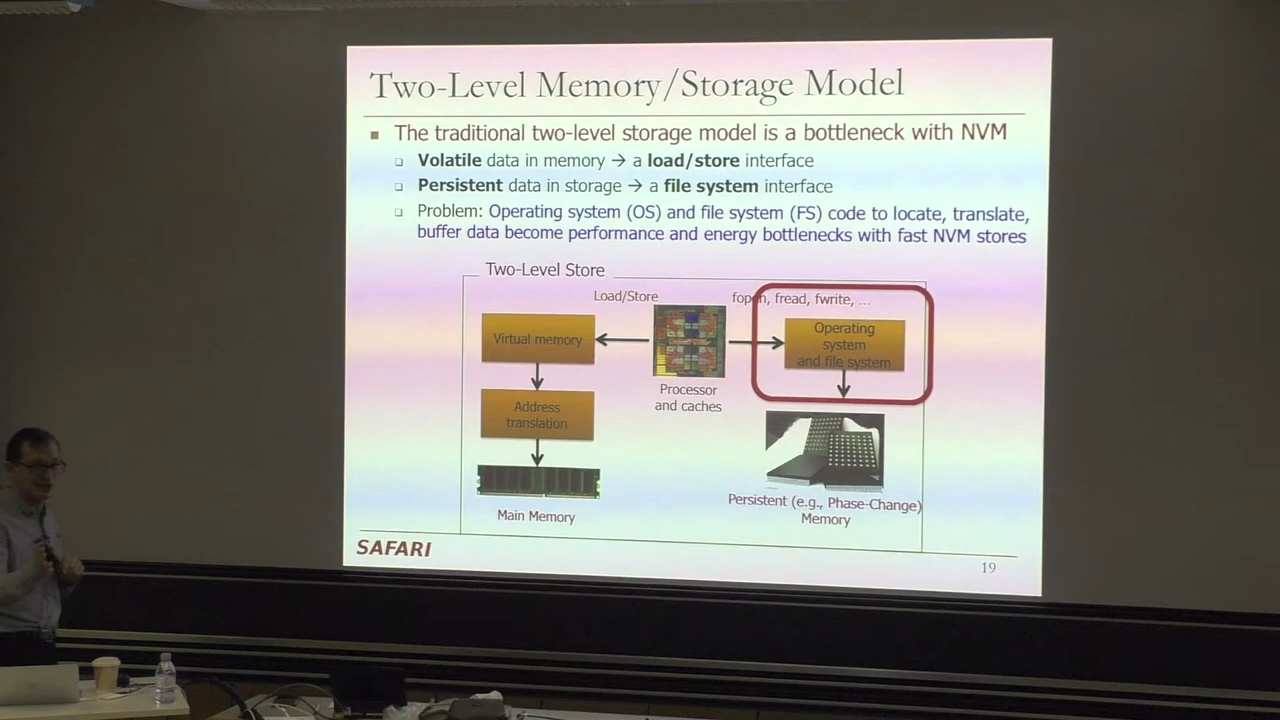 Two-Level Memory/Storage Model
The traditional two-level storage model is a bottleneck with NVM
Volatile data in memory → a load/store interface
Persistent data in storage → a file system interface
Problem: Operating system (OS) and file system (FS) code to locate, translate,
buffer data become performance and energy bottlenecks with fast NVM stores
Two-Level Store
Load/Store
fopen, fread, fwrite, ...
Virtual memory
Operating
system
and file system
Processor
and caches
Address
translation
Main Memory
Persistent (e.g., Phase-Change)
Memory
SAFARI
19